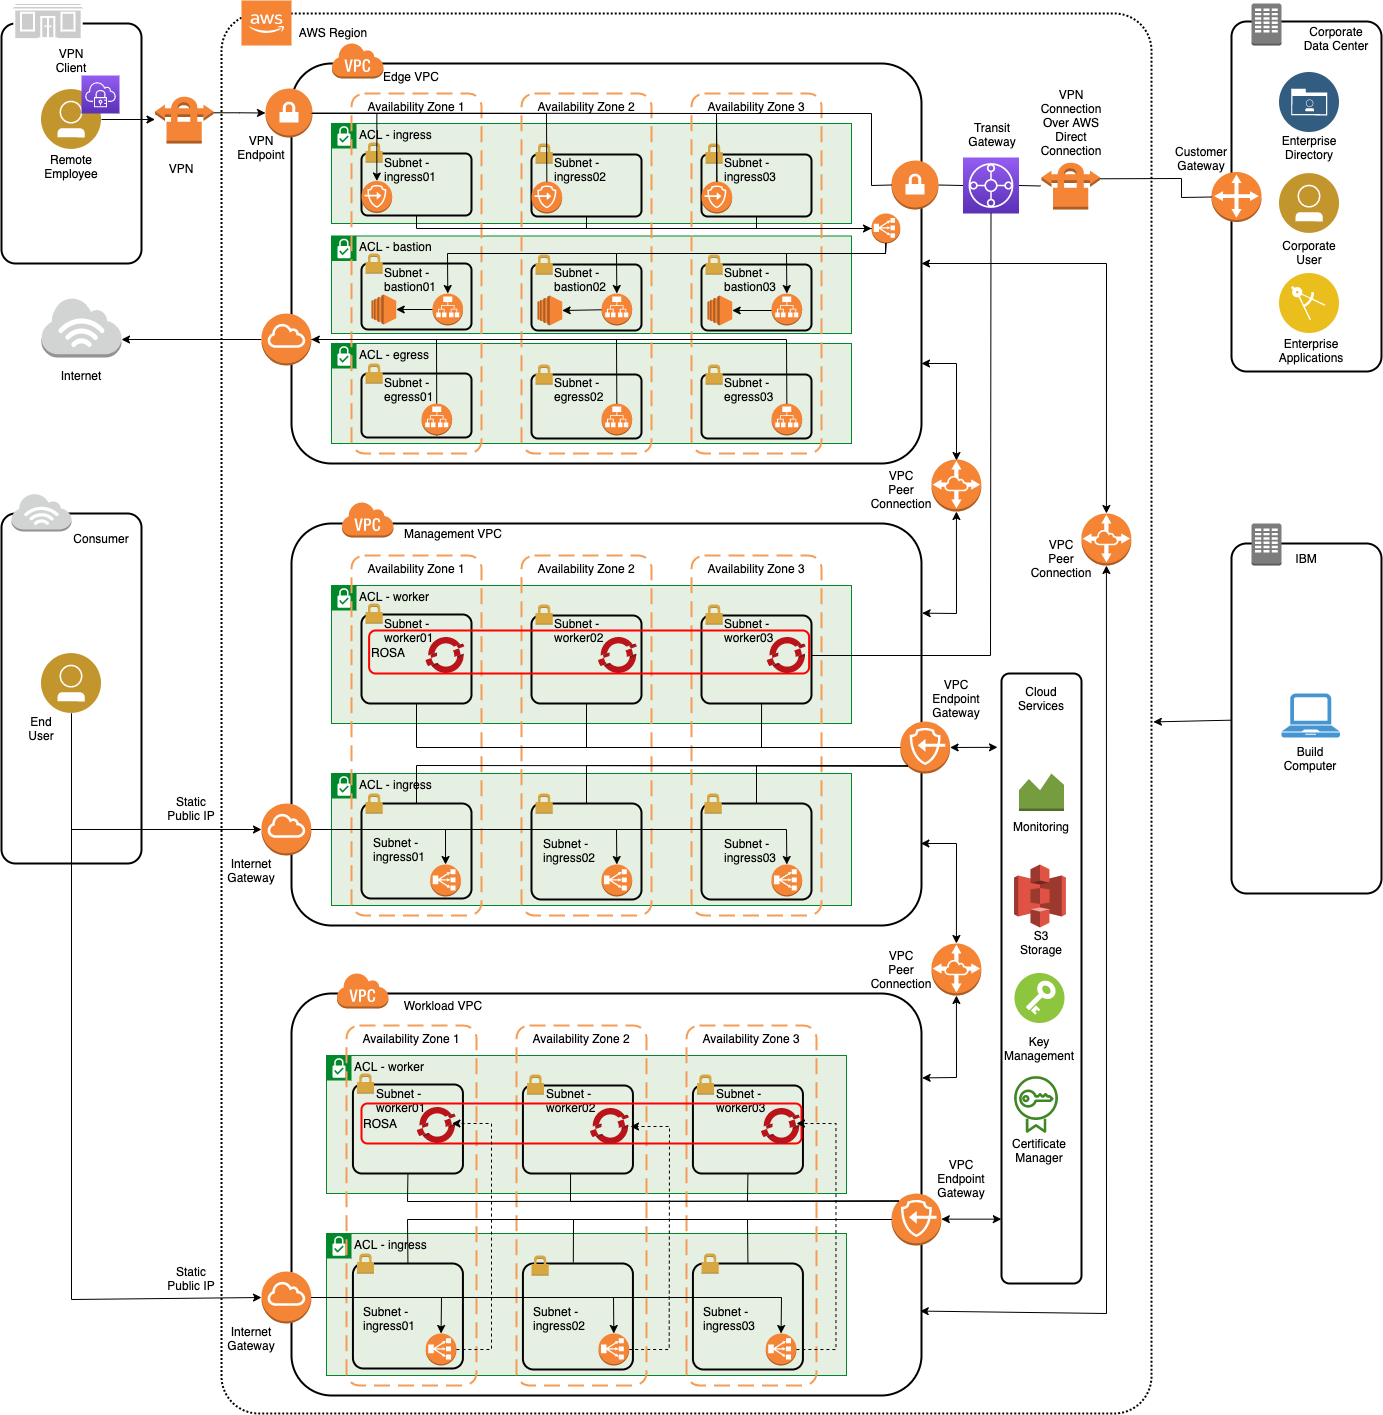 aws
AWS Region
VPN
Client
Remote
Employee
VPN
VPN
Endpoint
Internet
VPC
Edge VPC
Availability Zone 1
Availability Zone 2
Availability Zone 3
ACL - ingress
Subnet -
ingress01
Subnet -
ingress02
Subnet -
ingress03
ACL - bastion
Subnet -
bastion01
Subnet -
bastion02
Subnet -
bastion03
ACL - egress
Subnet -
egress01
Subnet -
egress02
Subnet -
egress03
Transit
Gateway
VPN
Connection
Over AWS
Direct
Connection
Customer
Gateway
Corporate
Data Center
Enterprise
Directory
Corporate
User
Enterprise
Applications
VPC
Peer
Connection
VPC
Peer
Connection
Consumer
End
User
Static
Public IP
Internet
Gateway
VPC
Management VPC
Availability Zone 1
Availability Zone 2
Availability Zone 3
ACL - worker
Subnet -
worker01
Subnet -
worker02
Subnet -
worker03
ROSA
ACL - ingress
Subnet -
ingress01
Subnet -
ingress02
Subnet -
ingress03
VPC
Endpoint
Gateway
Cloud
Services
Monitoring
S3
Storage
Key
Management
Certificate
Manager
IBM
Build
Computer
VPC
Peer
Connection
VPC
Workload VPC
Availability Zone 1
Availability Zone 2
Availability Zone 3
ACL - worker
Subnet -
worker01
Subnet -
worker02
Subnet -
worker03
ROSA
VPC
Endpoint
Gateway
ACL - ingress
Subnet -
ingress01
Subnet -
ingress02
Subnet -
ingress03
Static
Public IP
Internet
Gateway